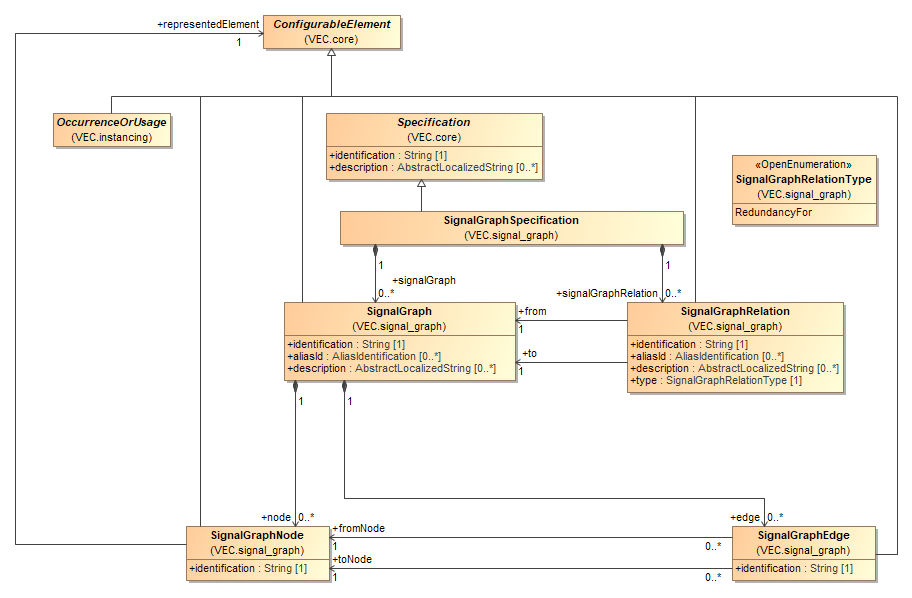 +representedElement
1
ConfigurableElement
(VEC.core)
OccurrenceOrUsage
(VEC.instancing)
Specification
(VEC.core)
+identification : String [1]
+description : AbstractLocalizedString [0..*]
«OpenEnumeration»
SignalGraphRelationType
(VEC.signal_graph)
RedundancyFor
SignalGraphSpecification
(VEC.signal_graph)
1
+signalGraph
0..*
1
+signalGraphRelation
0..*
SignalGraph
(VEC.signal_graph)
+identification : String [1]
+aliasId : AliasIdentification [0..*]
+description : AbstractLocalizedString [0..*]
+from
1
+to
1
SignalGraphRelation
(VEC.signal_graph)
+identification : String [1]
+aliasId : AliasIdentification [0..*]
+description : AbstractLocalizedString [0..*]
+type : SignalGraphRelationType [1]
1
1
+node
0..*
+edge
0..*
SignalGraphNode
(VEC.signal_graph)
+identification : String [1]
+fromNode
1
0..*
+toNode
1
0..*
SignalGraphEdge
(VEC.signal_graph)
+identification : String [1]